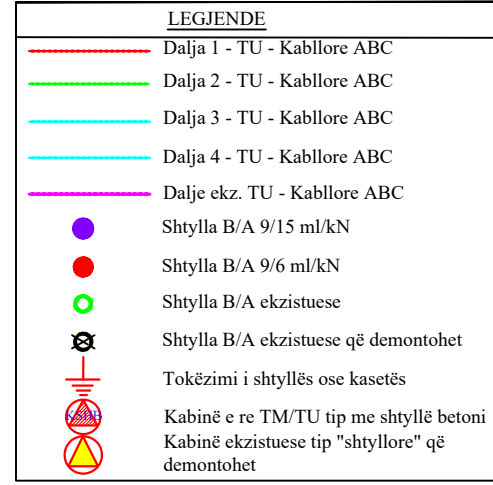 LEGJENDE
Dalja 1 - TU - Kabllore ABC
Dalja 2 - TU - Kabllore ABC
Dalja 3 - TU - Kabllore ABC
Dalja 4 - TU - Kabllore ABC
Dalje ekz. TU - Kabllore ABC
Shtylla B/A 9/15 ml/kN
Shtylla B/A 9/6 ml/kN
Shtylla B/A ekzistuese
Shtylla B/A ekzistuese që demontohet
Tokëzimi i shtyllës ose kasetës
KSHB Kabinë e re TM/TU tip me shtyllë betoni
Kabinë ekzistuese tip "shtyllore" që
demontohet